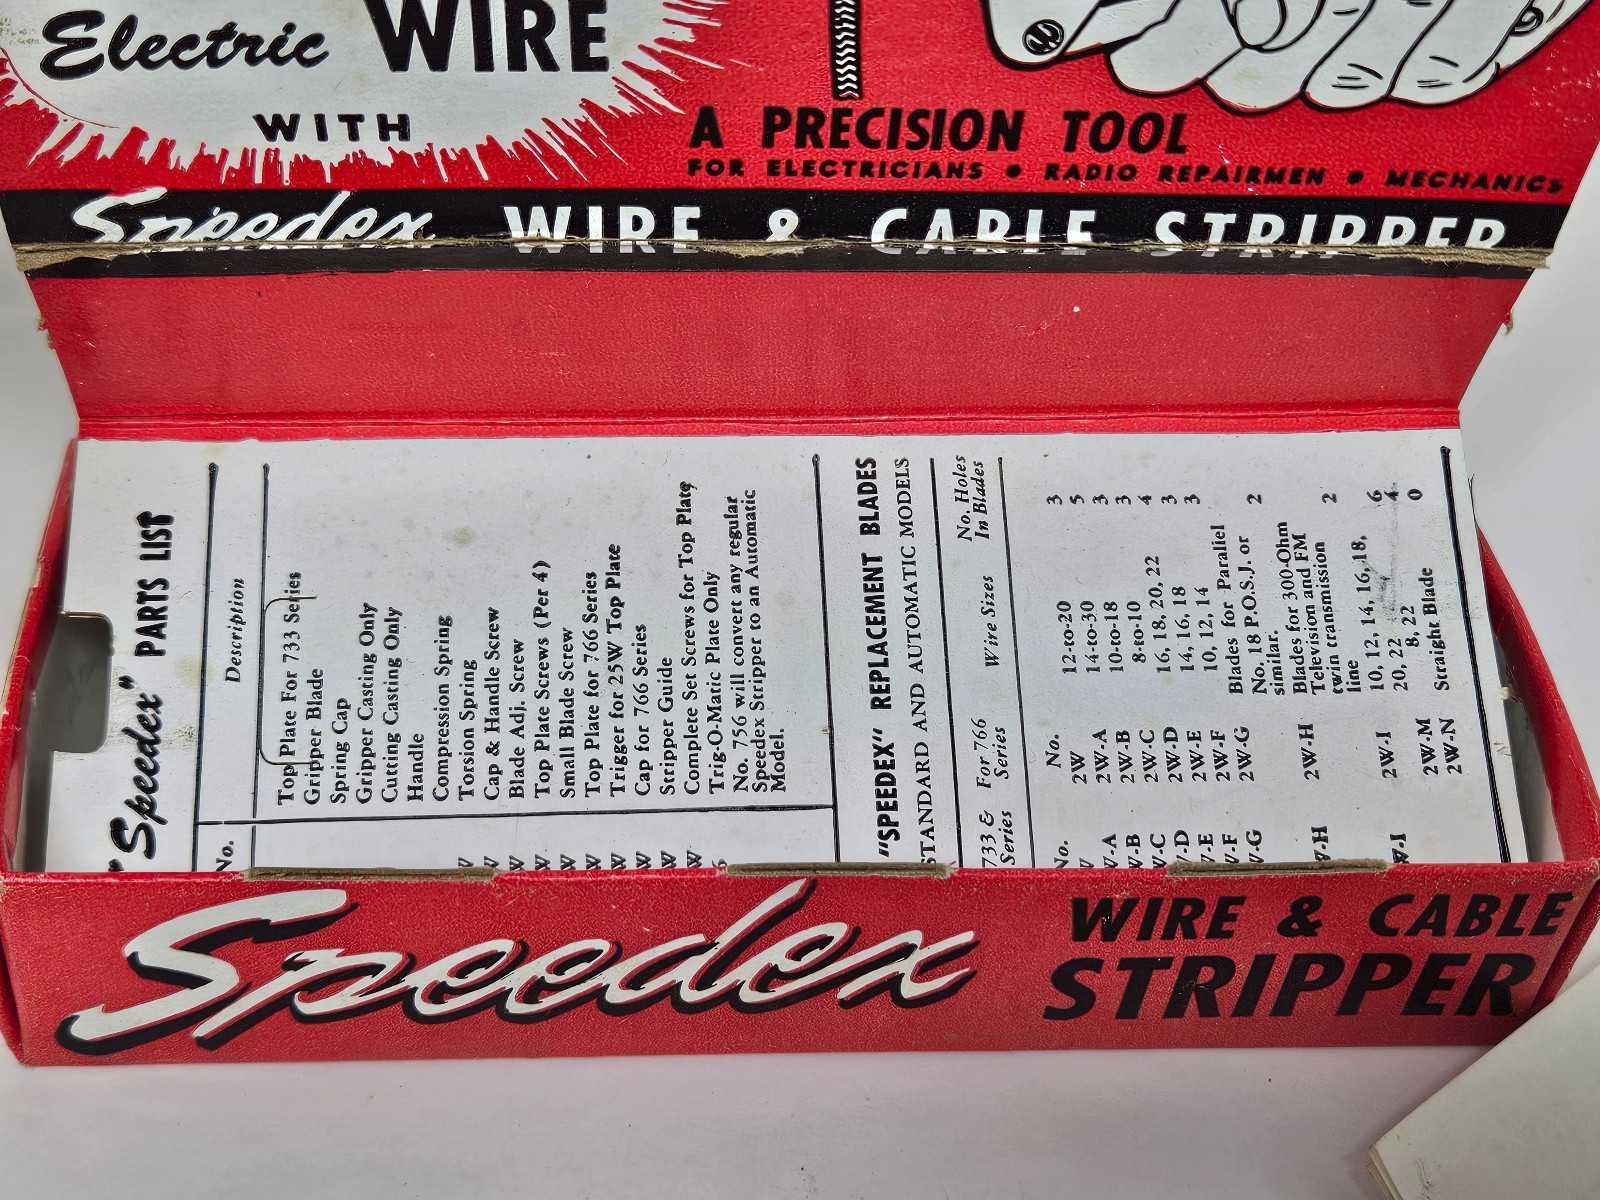 Electric WIRE
WITH
A PRECISION TOOL
FOR ELECTRICIANS • RADIO REPAIRMEN • MECHANICS
Speedex WIRE & CABLE STRIPPER
"Speedex" PARTS LIST
No. Description
Top Plate For 733 Series
Gripper Blade
Spring Cap
Gripper Casting Only
Cutting Casting Only
Handle
Compression Spring
Torsion Spring
Cap & Handle Screw
Blade Adj. Screw
Top Plate Screws (Per 4)
Small Blade Screw
Top Plate for 766 Series
Trigger for 25W Top Plate
Cap for 766 Series
Stripper Guide
Complete Set Screws for Top Plate
Trig-O-Matic Plate Only
No. 756 will convert any regular
Speedex Stripper to an Automatic
Model.
"SPEEDEX" REPLACEMENT BLADES
STANDARD AND AUTOMATIC MODELS
733 & Series For 766 Series Wire Sizes No. Holes In Blades
No. No.
2W 12-to-20 3
W-A 2W-A 14-to-30 5
W-B 2W-B 10-to-18 3
W-C 2W-C 8-to-10 3
W-D 2W-D 16, 18, 20, 22 4
W-E 2W-E 14, 16, 18 3
W-F 2W-F 10, 12, 14 3
W-G 2W-G Blades for Parallel
No. 18 P.O.S.J. or 2
similar.
W-H 2W-H Blades for 300-Ohm
Television and FM
twin transmission 2
line
W-I 2W-I 10, 12, 14, 16, 18, 6
20, 22 4
2W-M 8, 22 0
2W-N Straight Blade
Speedex WIRE & CABLE
STRIPPER